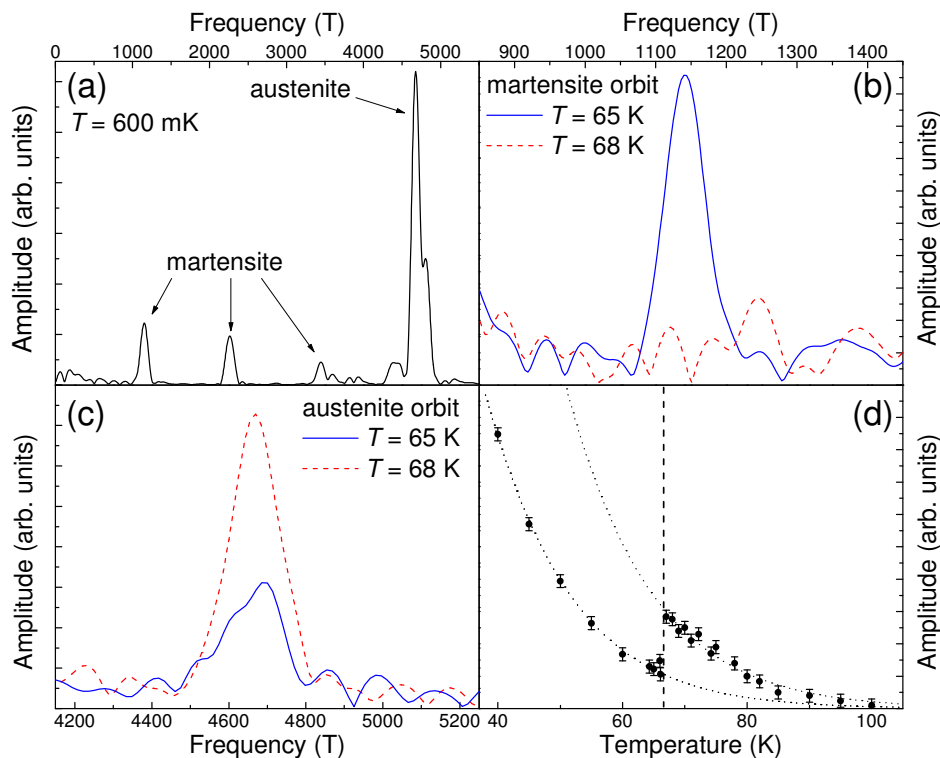 Frequency (T)
Frequency (T)
0 1000 2000 3000 4000 5000
900 1000 1100 1200 1300 1400
(a)
T = 600 mK
austenite
martensite
Amplitude (arb. units)
(b)
martensite orbit
T = 65 K
T = 68 K
Amplitude (arb. units)
(c)
austenite orbit
T = 65 K
T = 68 K
Amplitude (arb. units)
(d)
Amplitude (arb. units)
4200 4400 4600 4800 5000 5200
40 60 80 100
Frequency (T)
Temperature (K)